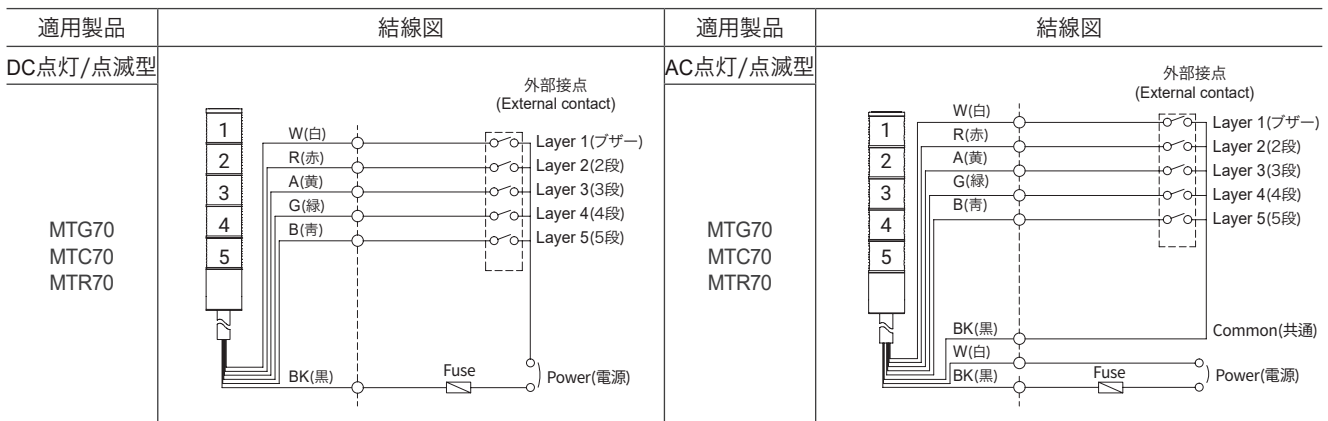 適用製品
結線図
適用製品
結線図
DC点灯/点滅型
MTG70
MTC70
MTR70
外部接点
(External contact)
1
2
3
4
5
W(白)
R(赤)
A(黄)
G(緑)
B(靑)
Layer 1(ブザー)
Layer 2(2段)
Layer 3(3段)
Layer 4(4段)
Layer 5(5段)
BK(黒)
Fuse
Power(電源)
AC点灯/点滅型
MTG70
MTC70
MTR70
外部接点
(External contact)
1
2
3
4
5
W(白)
R(赤)
A(黄)
G(緑)
B(靑)
Layer 1(ブザー)
Layer 2(2段)
Layer 3(3段)
Layer 4(4段)
Layer 5(5段)
BK(黒)
Common(共通)
W(白)
BK(黒)
Fuse
Power(電源)